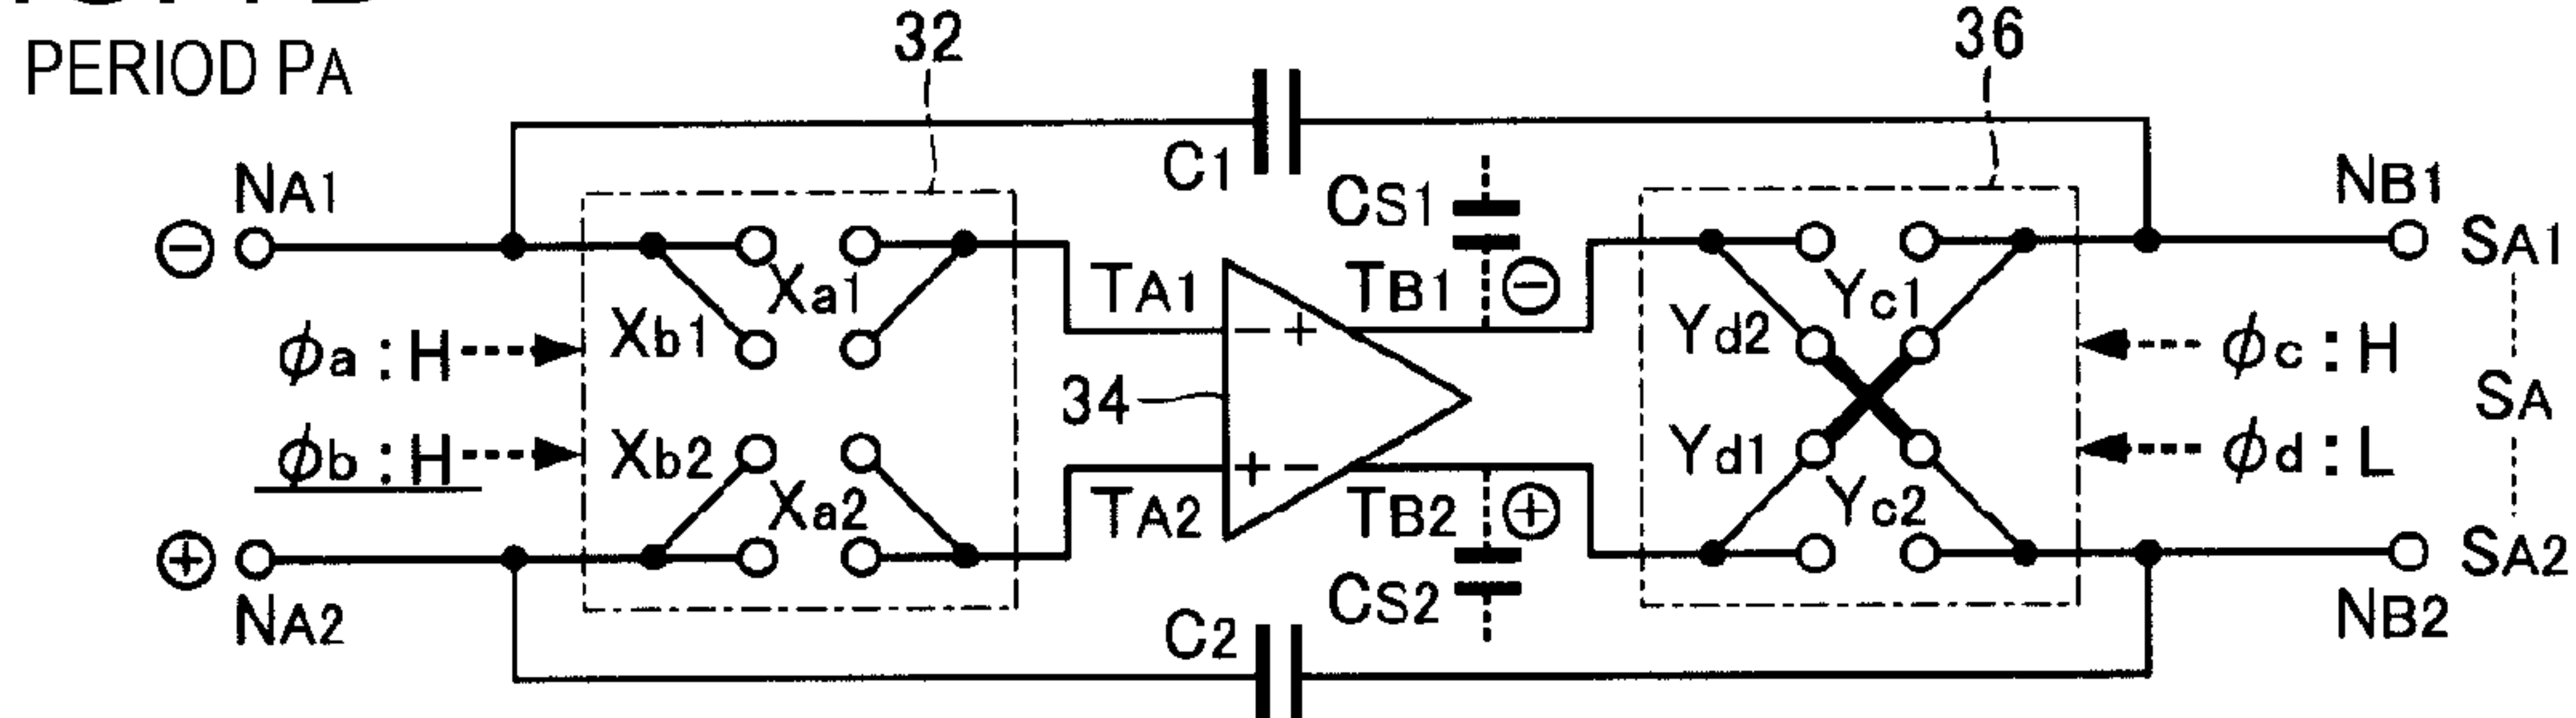 PERIOD PA
32
36
C1
NA1
CS1
NB1
⊖
SA1
Xa1
TA1
TB1
⊖
Yc1
Xb1
Yd2
ϕa : H
ϕc : H
− +
34
SA
ϕb : H
Xb2
Yd1
ϕd : L
+ −
Xa2
TA2
TB2
⊕
Yc2
⊕
SA2
NA2
CS2
NB2
C2